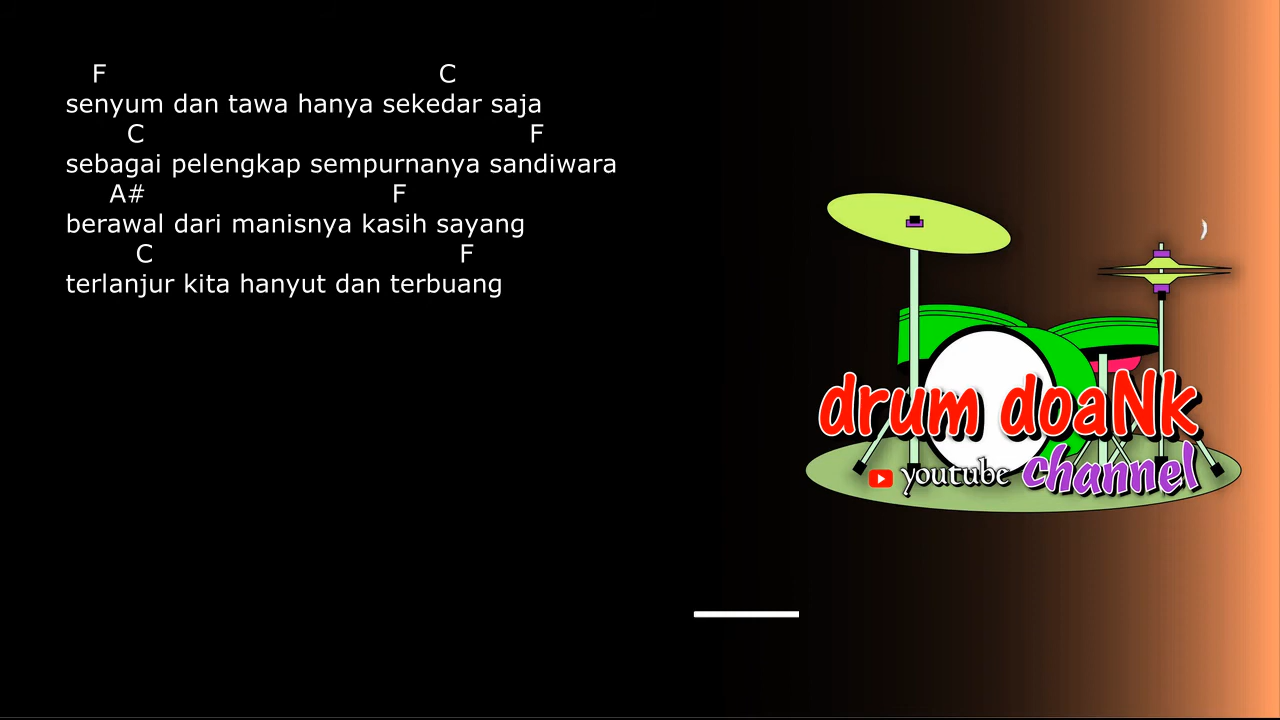 F C
senyum dan tawa hanya sekedar saja
C F
sebagai pelengkap sempurnanya sandiwara
A# F
berawal dari manisnya kasih sayang
C F
terlanjur kita hanyut dan terbuang
drum doaNk
youtube channel